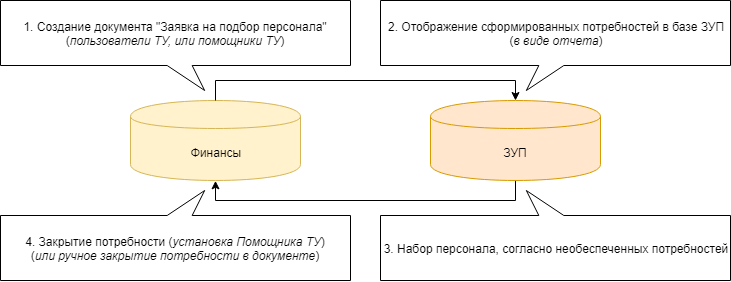 1. Создание документа "Заявка на подбор персонала"
(пользователи ТУ, или помощники ТУ)
2. Отображение сформированных потребностей в базе ЗУП
(в виде отчета)
Финансы
ЗУП
4. Закрытие потребности (установка Помощника ТУ)
(или ручное закрытие потребности в документе)
3. Набор персонала, согласно необеспеченных потребностей